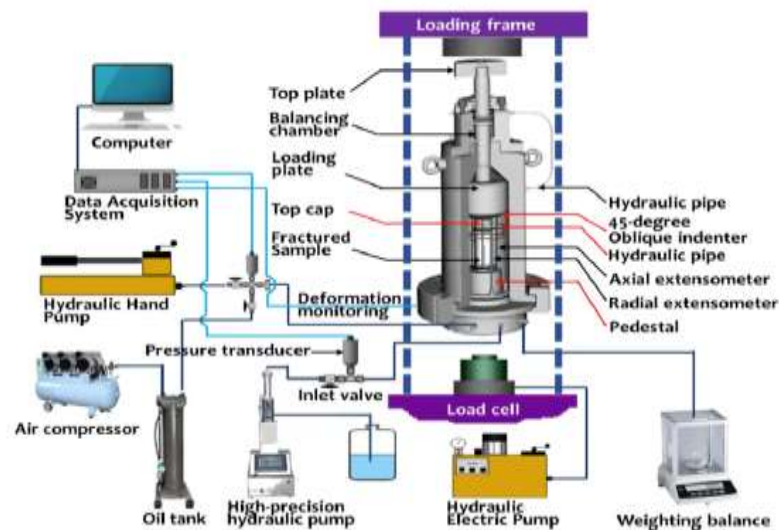 Loading frame
Top plate
Balancing
chamber
Computer
Loading
plate
Data Acquisition
System
Top cap
Hydraulic pipe
45-degree
Oblique indenter
Fractured
Sample
Hydraulic pipe
Axial extensometer
Hydraulic Hand
Pump
Deformation
monitoring
Radial extensometer
Pedestal
Pressure transducer
Inlet valve
Load cell
Air compressor
Oil tank
High-precision
hydraulic pump
Hydraulic
Electric Pump
Weighting balance